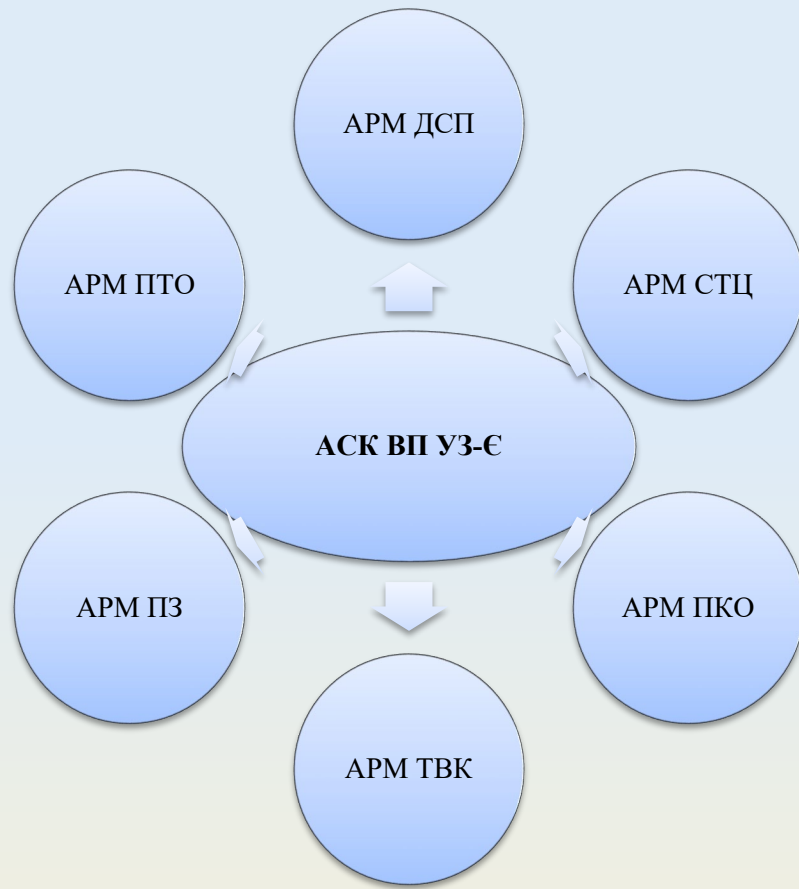 АРМ ДСП
АРМ ПТО
АРМ СТЦ
АСК ВП УЗ-Є
АРМ ПЗ
АРМ ПКО
АРМ ТВК